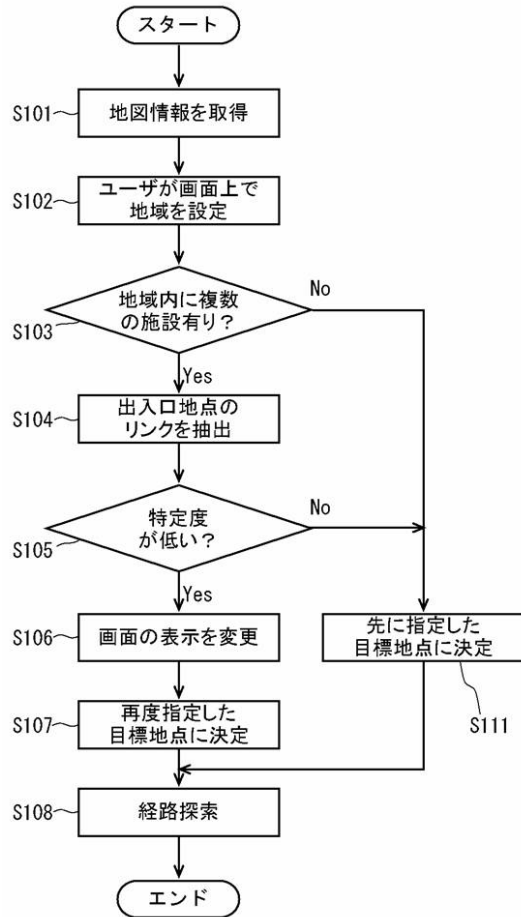 スタート
S101
地図情報を取得
S102
ユーザが画面上で
地域を設定
S103
地域内に複数
の施設有り？
No
Yes
S104
出入口地点の
リンクを抽出
S105
特定度
が低い？
No
Yes
S106
画面の表示を変更
先に指定した
目標地点に決定
S111
S107
再度指定した
目標地点に決定
S108
経路探索
エンド